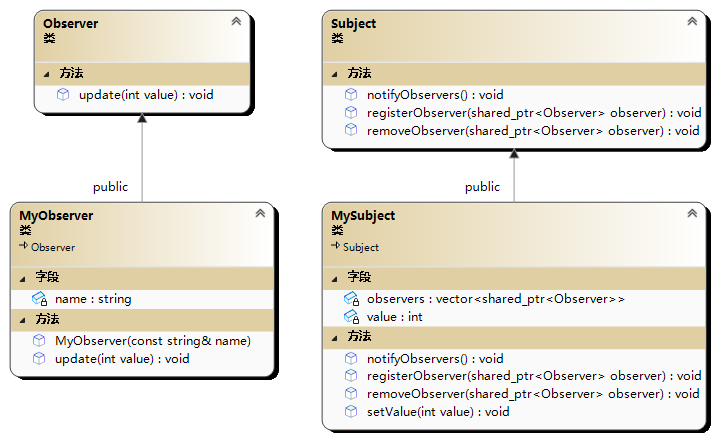 Observer
类
方法
update(int value) : void
public
MyObserver
类
Observer
字段
name : string
方法
MyObserver(const string& name)
update(int value) : void
Subject
类
方法
notifyObservers() : void
registerObserver(shared_ptr<Observer> observer) : void
removeObserver(shared_ptr<Observer> observer) : void
public
MySubject
类
Subject
字段
observers : vector<shared_ptr<Observer>>
value : int
方法
notifyObservers() : void
registerObserver(shared_ptr<Observer> observer) : void
removeObserver(shared_ptr<Observer> observer) : void
setValue(int value) : void